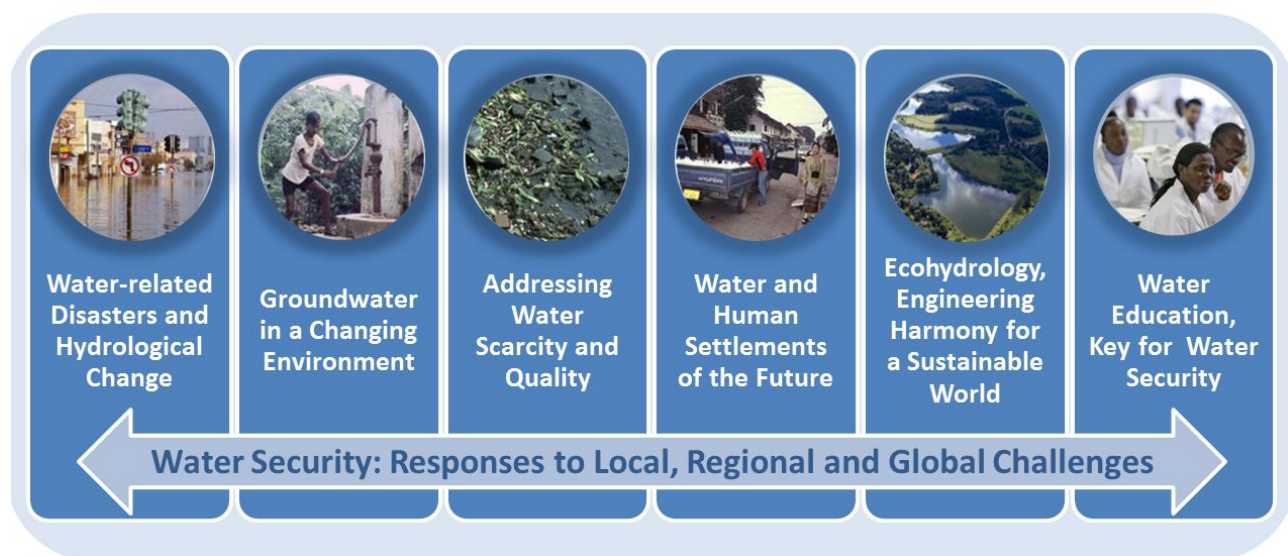 Water-related
Disasters and
Hydrological
Change
Groundwater
in a Changing
Environment
Addressing
Water
Scarcity and
Quality
Water and
Human
Settlements
of the Future
Ecohydrology,
Engineering
Harmony for
a Sustainable
World
Water
Education,
Key for Water
Security
Water Security: Responses to Local, Regional and Global Challenges